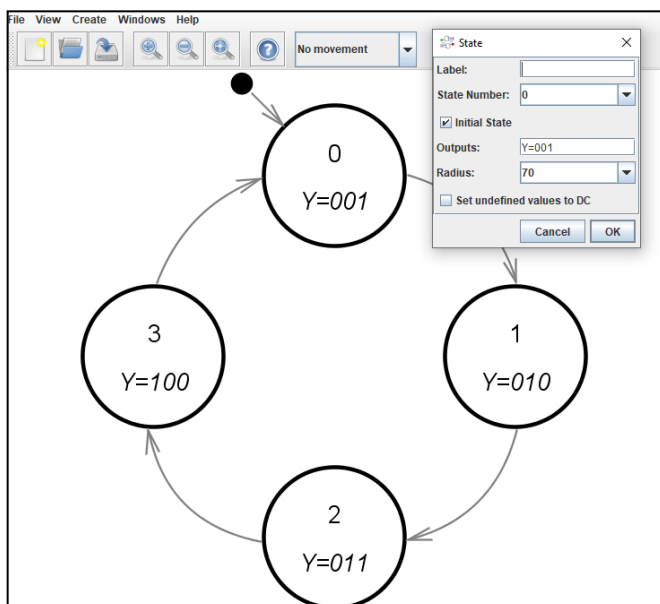 File View Create Windows Help
No movement
State
Label:
State Number: 0
Initial State
Outputs: Y=001
Radius: 70
Set undefined values to DC
Cancel OK
0
Y=001
3
Y=100
1
Y=010
2
Y=011